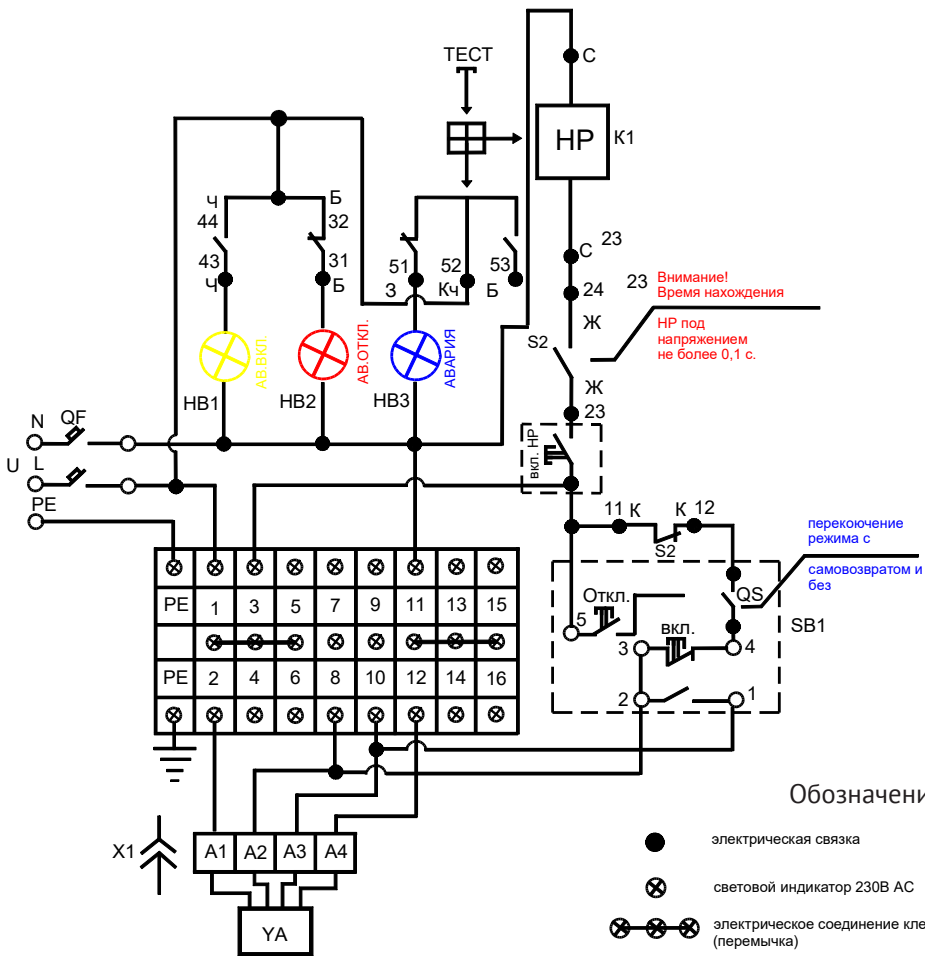 ТЕСТ
С
НР
К1
Ч
Б
44
32
43
31
Ч
Б
51
52
53
З
Кч
Б
С
23
24
Ж
S2
Ж
23
23
Внимание!
Время нахождения
НР под
напряжением
не более 0,1 с.
АВ ВКЛ.
АВ.ОТКЛ.
АВАРИЯ
НВ1
НВ2
НВ3
N
QF
U
L
PE
вкл. НР
11
К
К
12
S2
перекоючение
режима с
самовозвратом и
без
QS
Откл.
SB1
5
вкл.
3
4
2
1
PE
1
3
5
7
9
11
13
15
PE
2
4
6
8
10
12
14
16
X1
A1
A2
A3
A4
YA
Обозначени
электрическая связка
световой индикатор 230В AC
электрическое соединение кле
(перемычка)